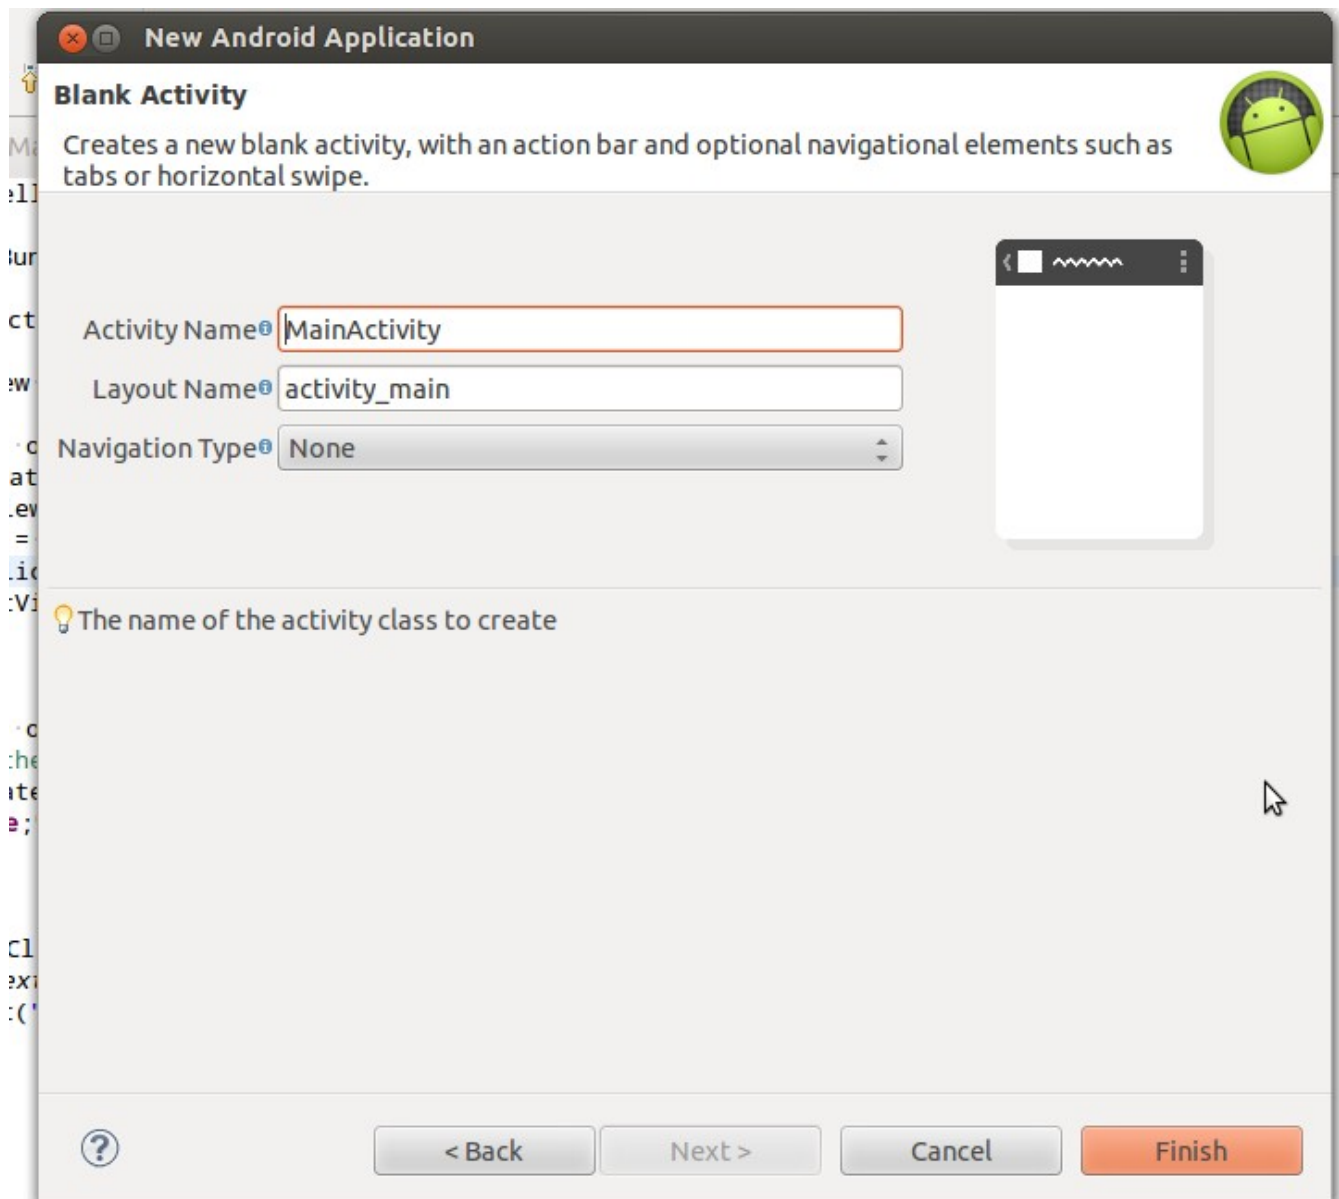 New Android Application
Blank Activity
Creates a new blank activity, with an action bar and optional navigational elements such as
tabs or horizontal swipe.
Activity Name MainActivity
Layout Name activity_main
Navigation Type None
The name of the activity class to create
< Back Next > Cancel Finish